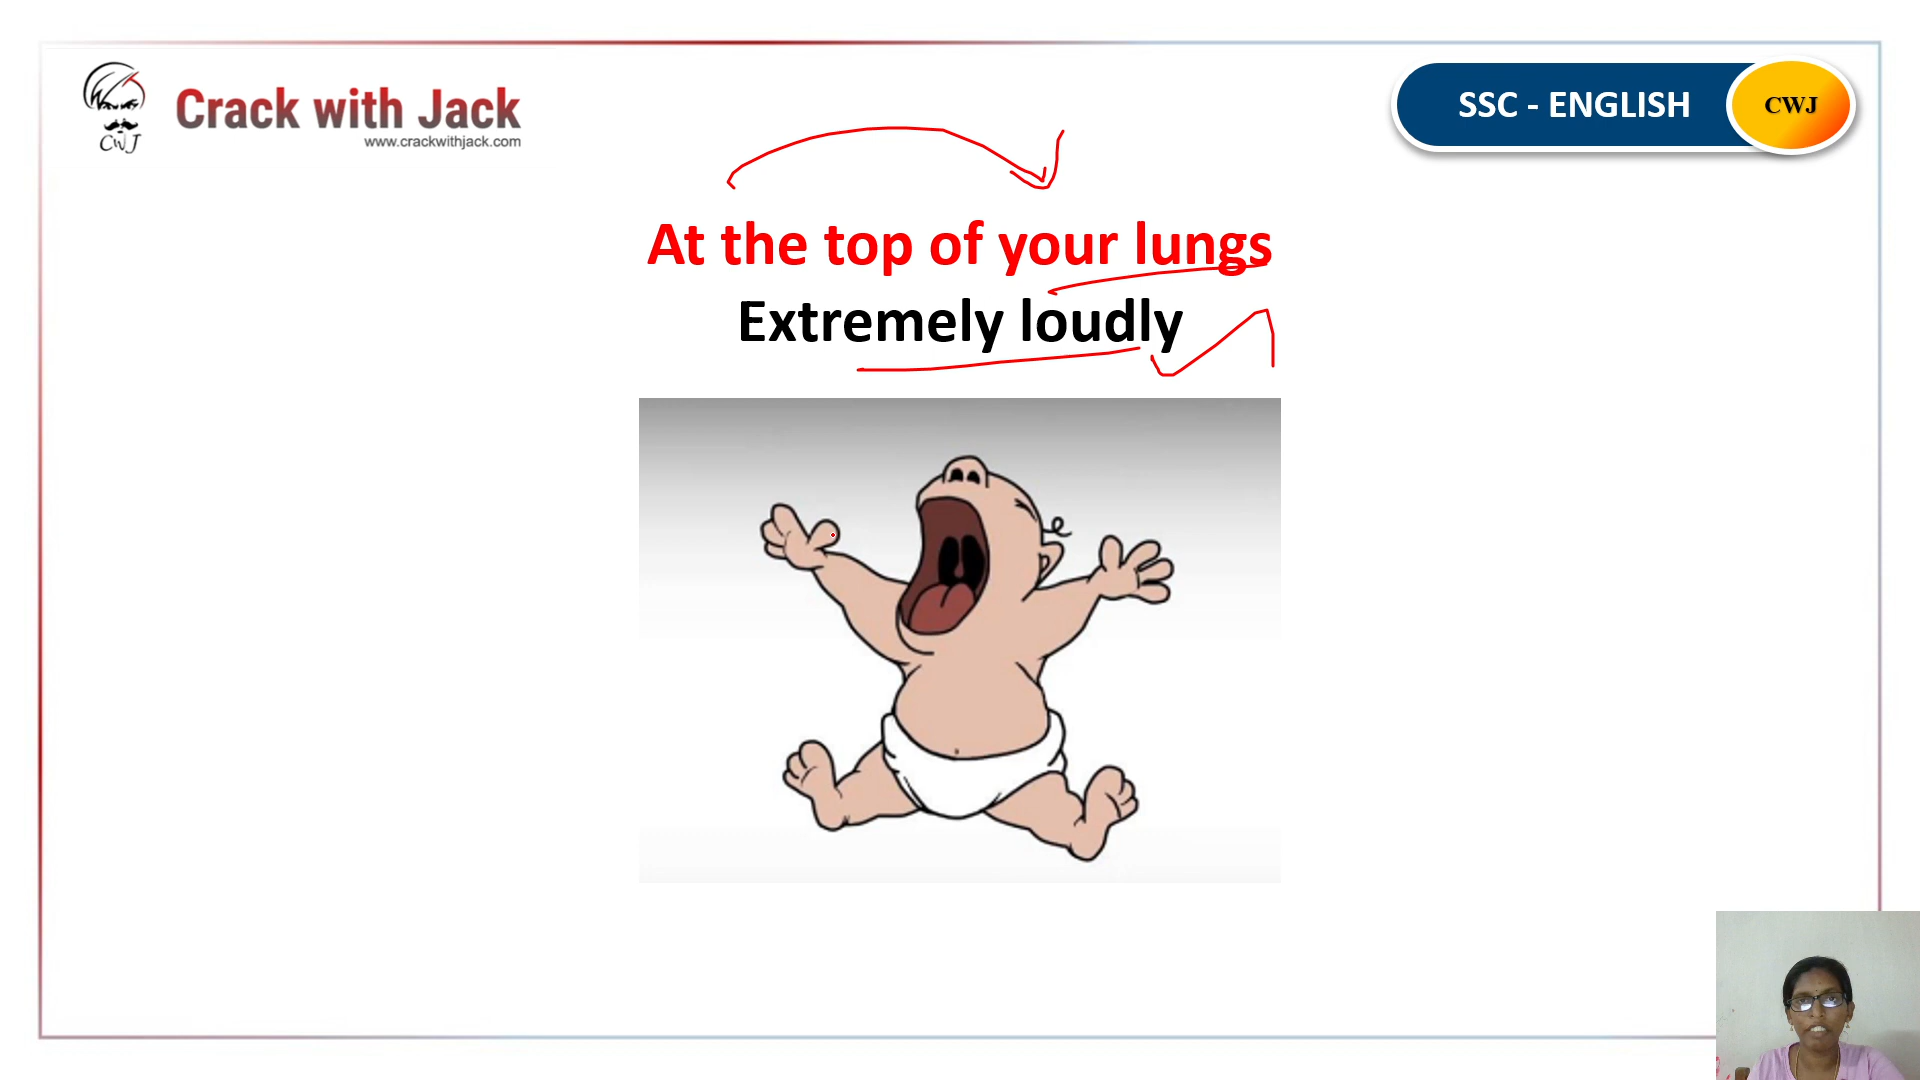 Crack with Jack
www.crackwithjack.com
CWJ
SSC - ENGLISH
CWJ
At the top of your lungs
Extremely loudly